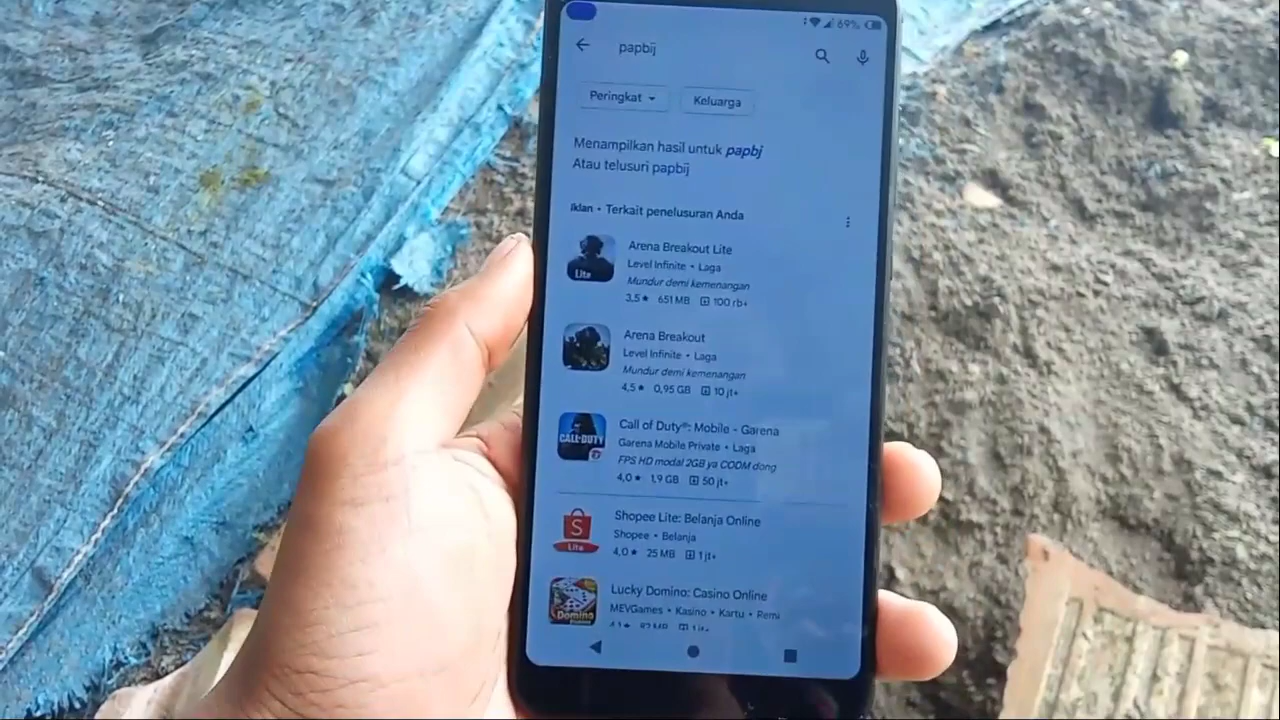 69%
papbij
Peringkat
Keluarga
Menampilkan hasil untuk papbj
Atau telusuri papbij
Iklan • Terkait penelusuran Anda
Arena Breakout Lite
Level Infinite • Laga
Mundur demi kemenangan
3,5★ 651 MB 100 rb+
Lite
Arena Breakout
Level Infinite • Laga
Mundur demi kemenangan
4,5★ 0,95 GB 10 jt+
Call of Duty®: Mobile - Garena
Garena Mobile Private • Laga
FPS HD modal 2GB ya CODM dong
4,0★ 1,9 GB 50 jt+
CALL OF DUTY
Shopee Lite: Belanja Online
Shopee • Belanja
4,0★ 25 MB 1 jt+
S
Lite
Lucky Domino: Casino Online
MEVGames • Kasino • Kartu • Remi
Domino